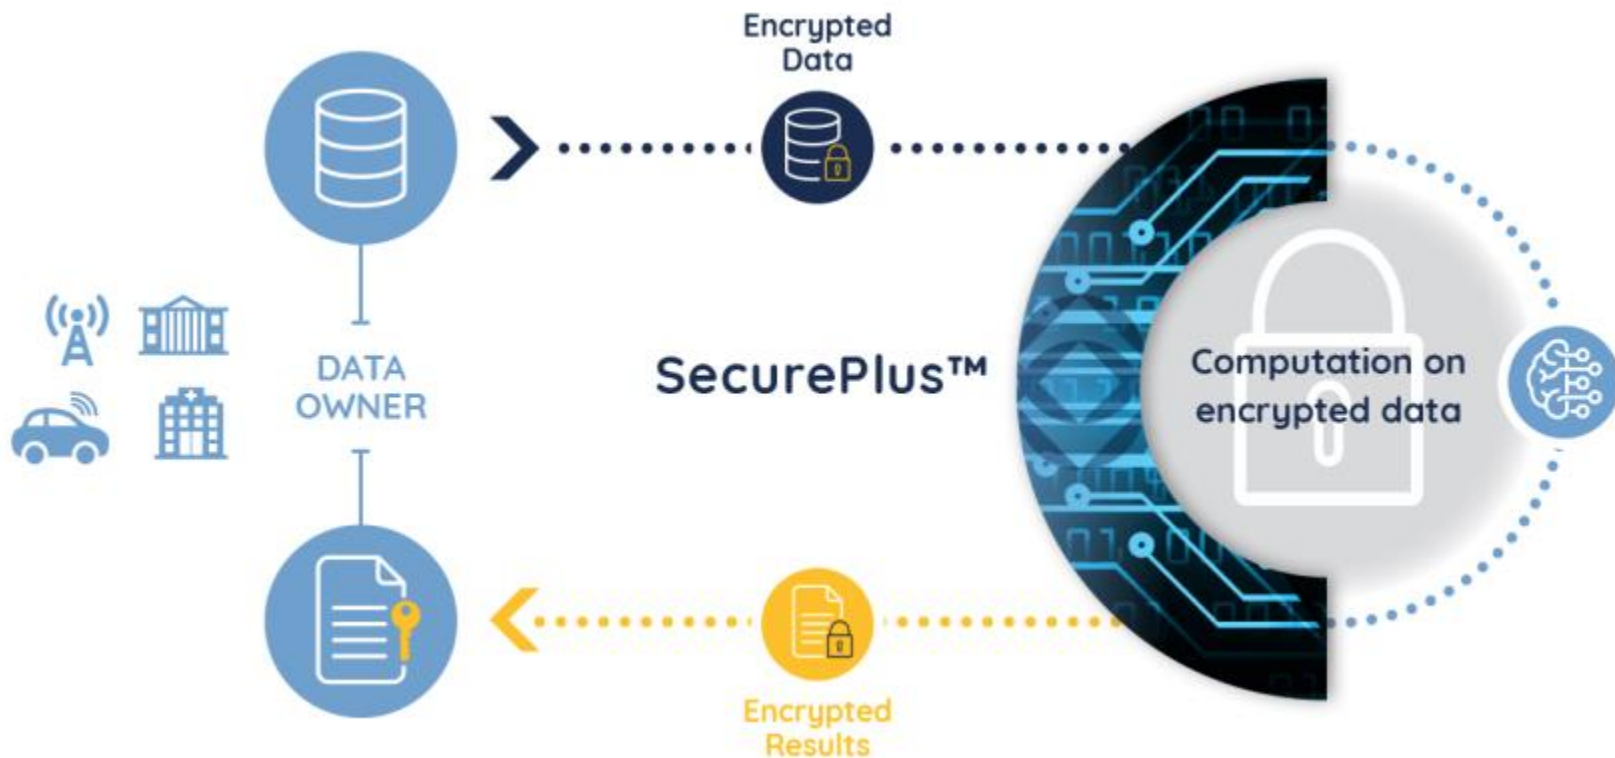 Encrypted
Data
DATA
OWNER
SecurePlus™
Computation on
encrypted data
Encrypted
Results